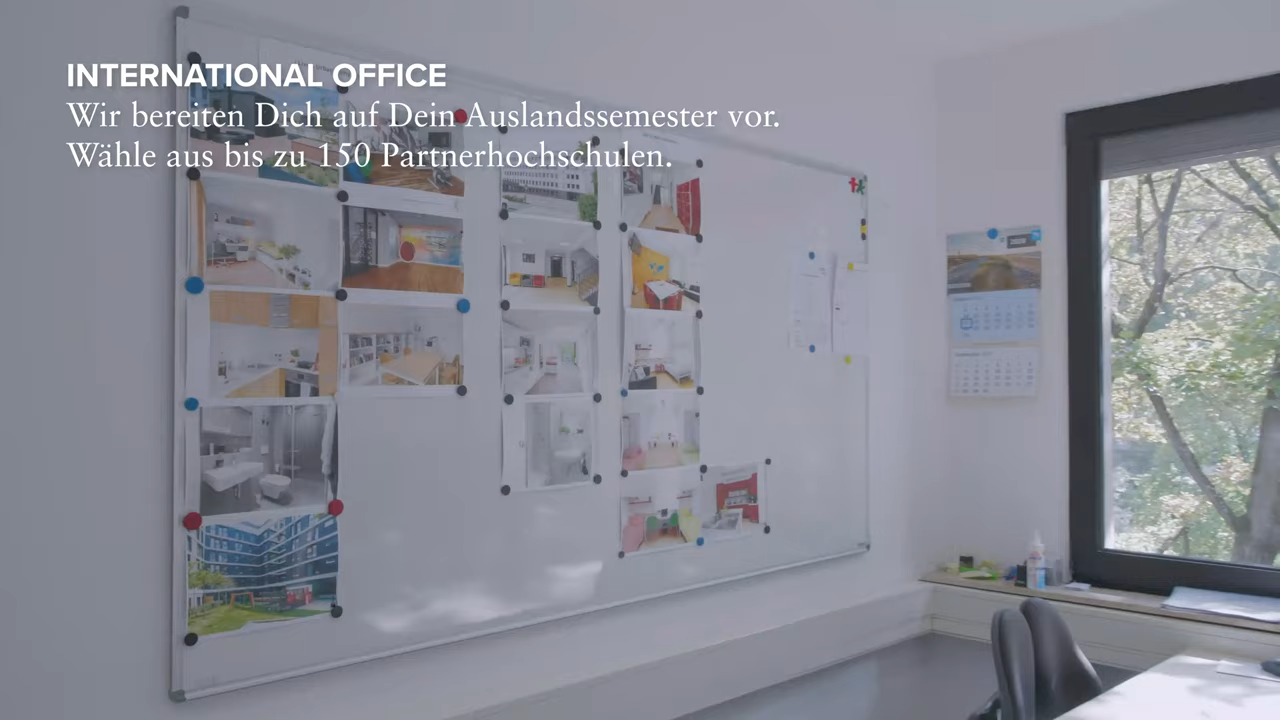 INTERNATIONAL OFFICE
Wir bereiten Dich auf Dein Auslandssemester vor.
Wähle aus bis zu 150 Partnerhochschulen.